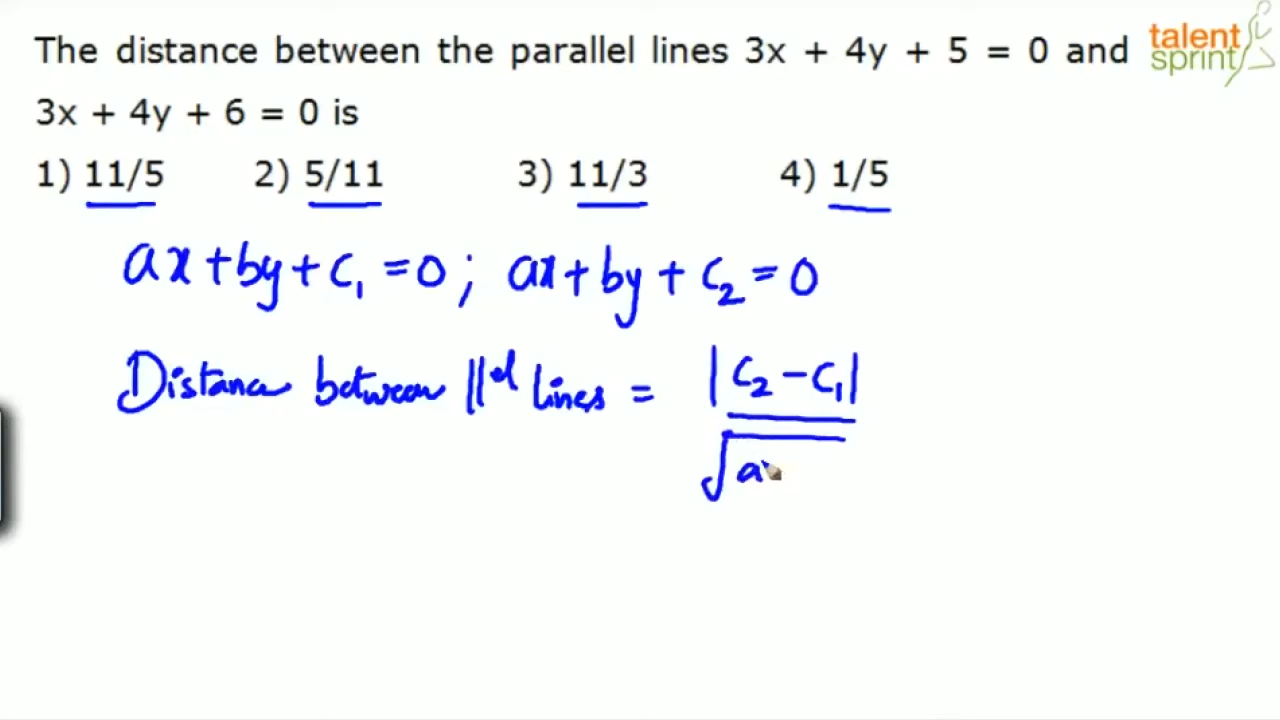 The distance between the parallel lines 3x + 4y + 5 = 0 and
talent
sprint
3x + 4y + 6 = 0 is
1) 11/5 2) 5/11 3) 11/3 4) 1/5
ax+by+c₁=0; ax+by+c₂=0
Distance between ||el lines = |c₂-c₁|
√a